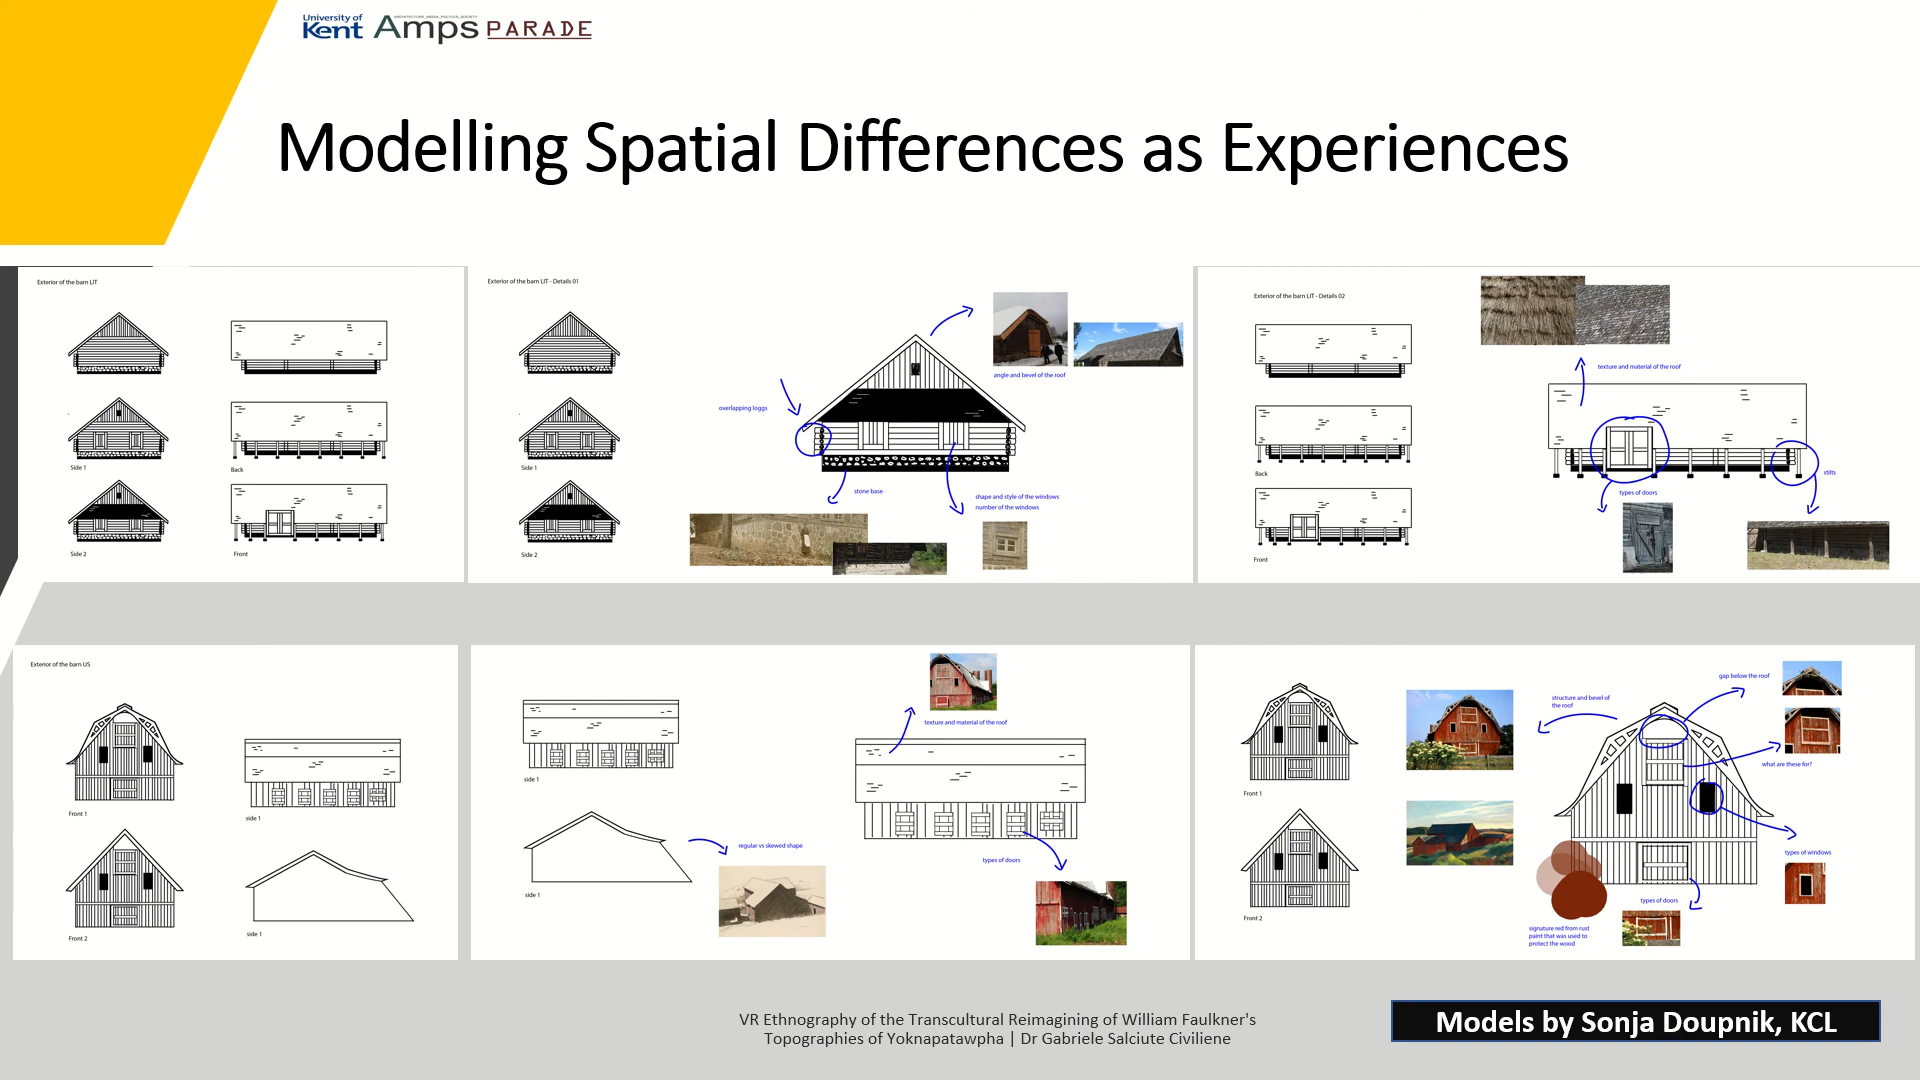 University of
Kent
ARCHITECTURE_MEDIA_POLITICS_SOCIETY
Amps
PARADE
Modelling Spatial Differences as Experiences
Exterior of the barn LIT
Side 1
Back
Side 2
Front
Exterior of the barn LIT - Details 01
Side 1
Side 2
overlapping loggs
angle and bevel of the roof
stone base
shape and style of the windows
number of the windows
Exterior of the barn LIT - Details 02
Back
Front
texture and material of the roof
types of doors
stilts
Exterior of the barn US
Front 1
side 1
Front 2
side 1
side 1
side 1
regular vs skewed shape
texture and material of the roof
types of doors
Front 1
Front 2
structure and bevel of
the roof
gap below the roof
what are these for?
types of windows
types of doors
signature red from rust
paint that was used to
protect the wood
VR Ethnography of the Transcultural Reimagining of William Faulkner's
Topographies of Yoknapatawpha | Dr Gabriele Salciute Civiliene
Models by Sonja Doupnik, KCL